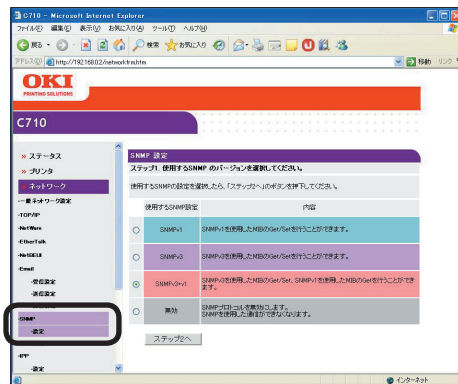 C710 - Microsoft Internet Explorer
ファイル(F) 編集(E) 表示(V) お気に入り(A) ツール(T) ヘルプ(H)
戻る 検索 お気に入り
アドレス(D) http://192.168.0.2/networkfrm.htm 移動 リンク
OKI
PRINTING SOLUTIONS
C710
» ステータス
» プリンタ
» ネットワーク
-一般ネットワーク設定
-TCP/IP
-NetWare
-EtherTalk
-NetBEUI
-Email
-受信設定
-送信設定
-SNMP
-設定
-IPP
-設定
SNMP 設定
ステップ1. 使用するSNMP のバージョンを選択してください。
使用するSNMPの設定を選択したら、「ステップ2へ」のボタンを押下してください。
使用するSNMP設定 内容
SNMPv1 SNMPv1を使用したMIBのGet/Setを行うことができます。
SNMPv3 SNMPv3を使用したMIBのGet/Setを行うことができます。
SNMPv3+v1 SNMPv3を使用したMIBのGet/Set、SNMPv1を使用したMIBのGetを行うことができ
ます。
無効 SNMPプロトコルを無効にします。
SNMPを使用した通信ができなくなります。
ステップ2へ
インターネット